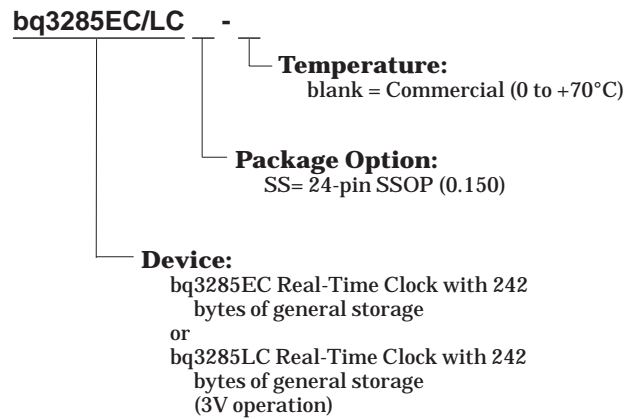 bq3285EC/LC -
Temperature:
blank = Commercial (0 to +70°C)
Package Option:
SS= 24-pin SSOP (0.150)
Device:
bq3285EC Real-Time Clock with 242
bytes of general storage
or
bq3285LC Real-Time Clock with 242
bytes of general storage
(3V operation)